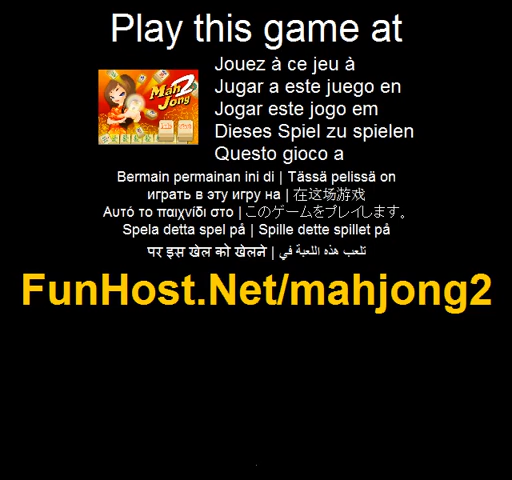 Play this game at
Mah
2
Jong
Jouez à ce jeu à
Jugar a este juego en
Jogar este jogo em
Dieses Spiel zu spielen
Questo gioco a
Bermain permainan ini di | Tässä pelissä on
играть в эту игру на | 在这场游戏
Αυτό το παιχνίδι στο | このゲームをプレイします。
Spela detta spel på | Spille dette spillet på
पर इस खेल को खेलने | تلعب هذه اللعبة في
FunHost.Net/mahjong2